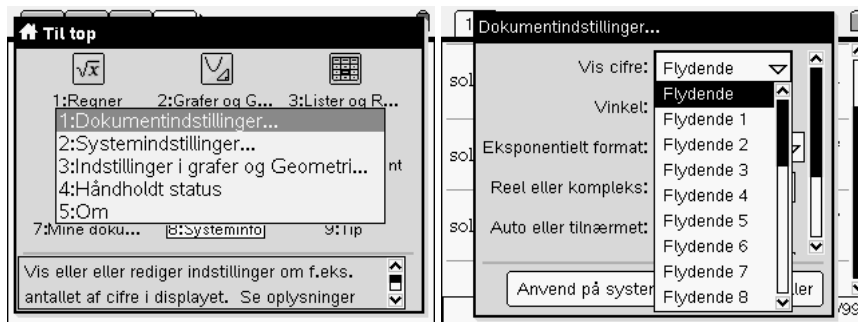 Til top
1:Regner 2:Grafer og G... 3:Lister og R...
1:Dokumentindstillinger...
2:Systemindstillinger...
3:Indstillinger i grafer og Geometri... nt
4:Håndholdt status
5:Om
7:Mine doku... 8:Systeminfo 9:Tip
Vis eller eller rediger indstillinger om f.eks.
antallet af cifre i displayet. Se oplysninger
1 Dokumentindstillinger...
Vis cifre: Flydende
sol
Flydende
Vinkel: Flydende 1
Flydende 2
sol Eksponentielt format: Flydende 3
Reel eller kompleks: Flydende 4
sol Auto eller tilnærmet: Flydende 5
Flydende 6
Flydende 7
Anvend på system Flydende 8 ler
/99